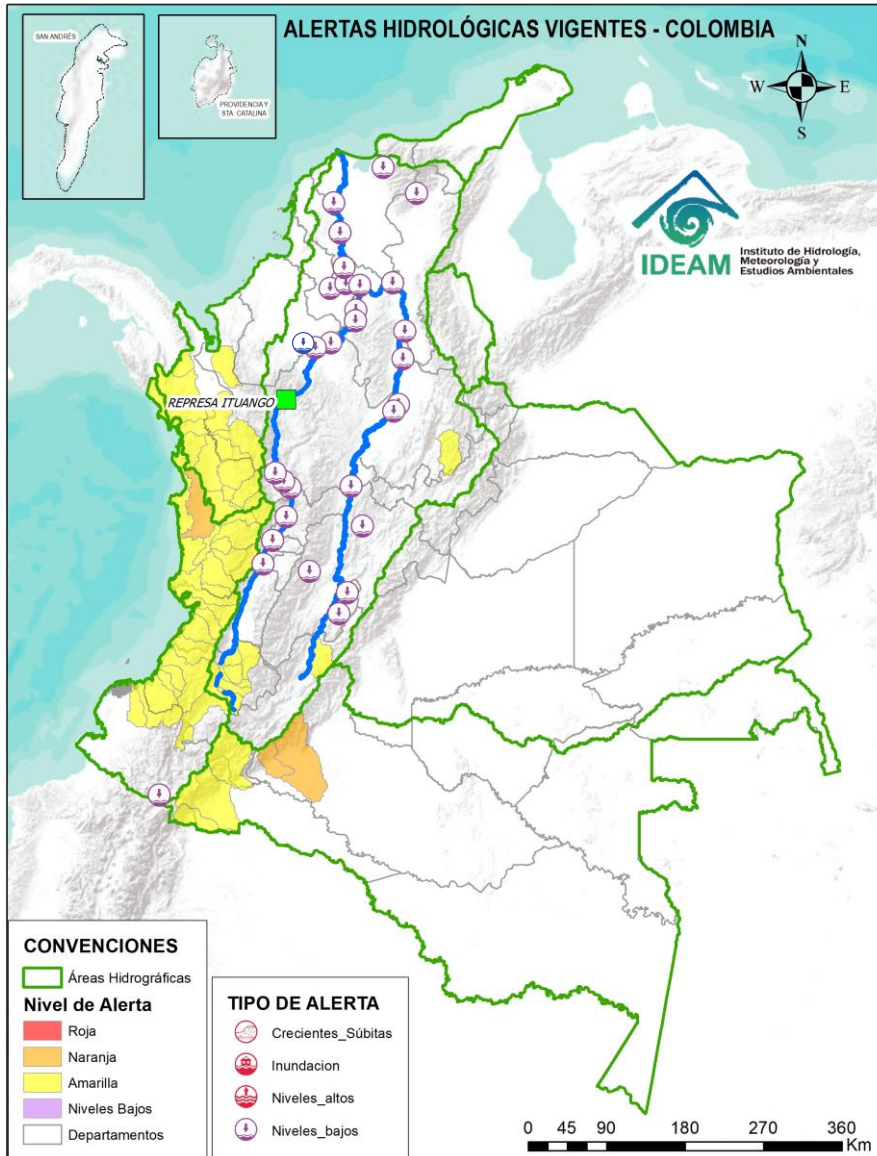 ALERTAS HIDROLÓGICAS VIGENTES - COLOMBIA
SAN ANDRÉS
PROVIDENCIA Y
STA. CATALINA
N
W
E
S
IDEAM
Instituto de Hidrología,
Meteorología y
Estudios Ambientales
REPRESA ITUANGO
CONVENCIONES
Áreas Hidrográficas
Nivel de Alerta
Roja
Naranja
Amarilla
Niveles Bajos
Departamentos
TIPO DE ALERTA
Crecientes_Súbitas
Inundacion
Niveles_altos
Niveles_bajos
0 45 90 180 270 360
Km